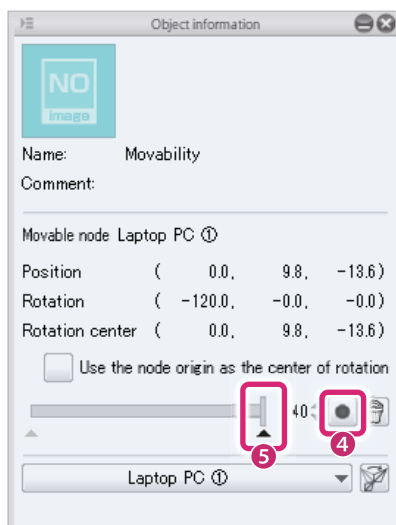 Object information
NO
image
Name: Movability
Comment:
Movable node Laptop PC ①
Position ( 0.0, 9.8, -13.6)
Rotation ( -120.0, -0.0, -0.0)
Rotation center ( 0.0, 9.8, -13.6)
Use the node origin as the center of rotation
40
5 4
Laptop PC ①